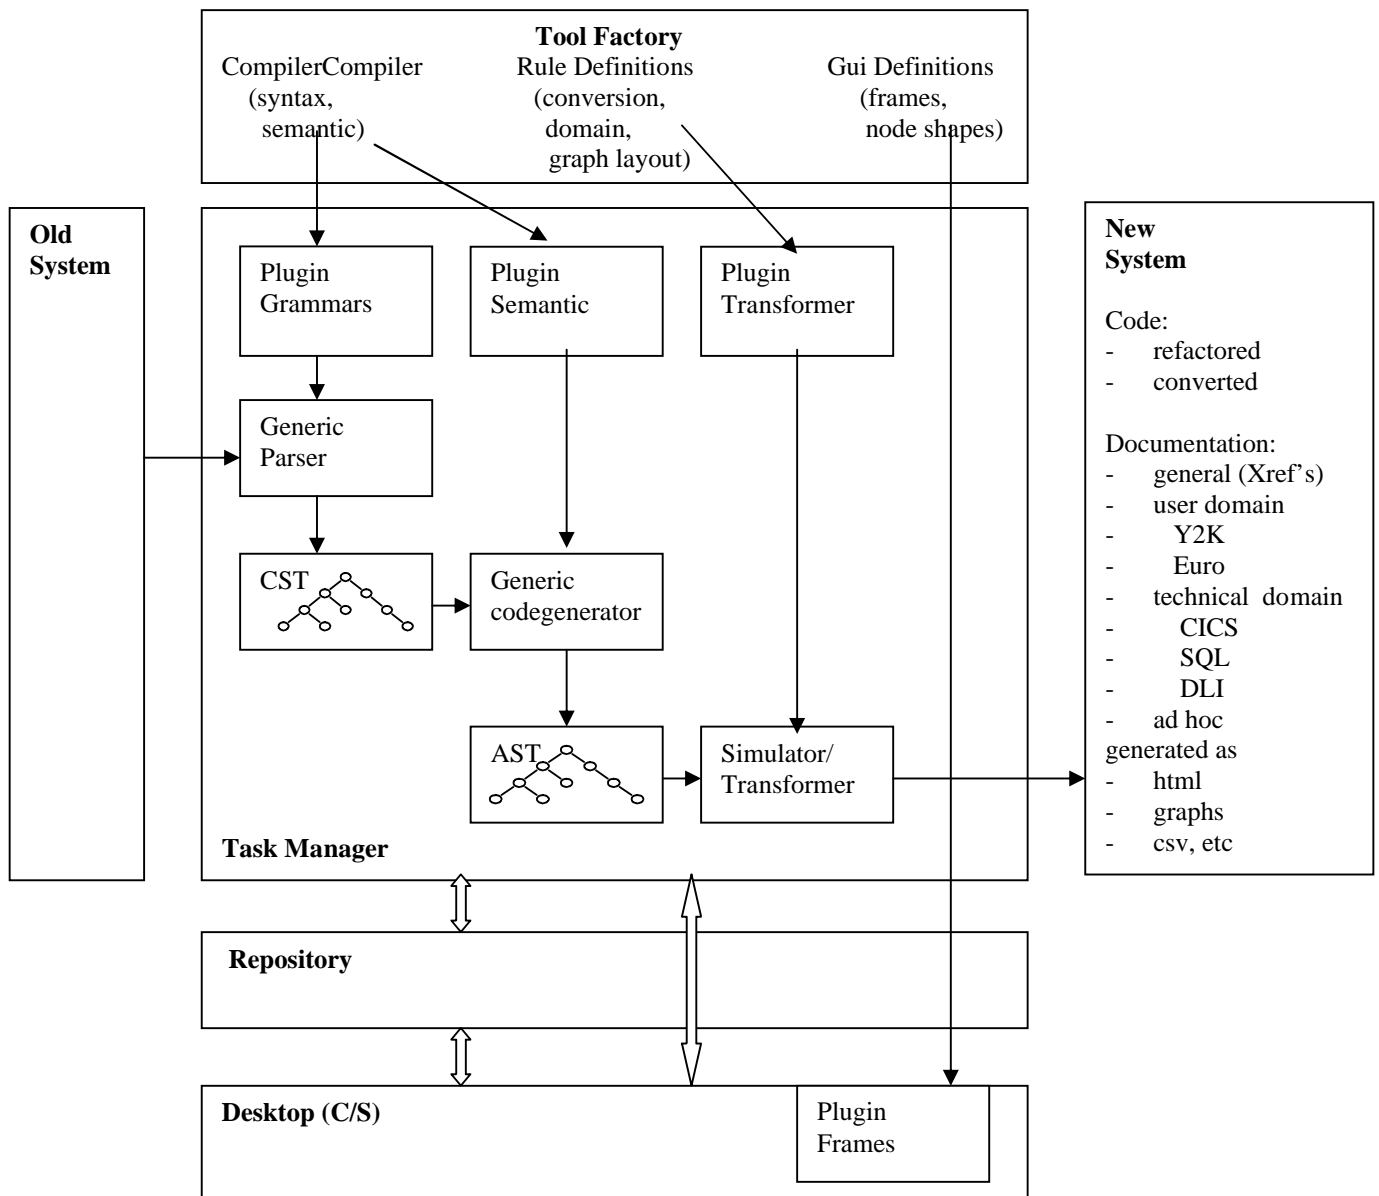 Tool Factory
CompilerCompiler
(syntax,
semantic)
Rule Definitions
(conversion,
domain,
graph layout)
Gui Definitions
(frames,
node shapes)
Old
System
Plugin
Grammars
Plugin
Semantic
Plugin
Transformer
Generic
Parser
CST
Generic
codegenerator
AST
Simulator/
Transformer
Task Manager
New
System
Code:
- refactored
- converted
Documentation:
- general (Xref’s)
- user domain
- Y2K
- Euro
- technical domain
- CICS
- SQL
- DLI
- ad hoc
generated as
- html
- graphs
- csv, etc
Repository
Desktop (C/S)
Plugin
Frames